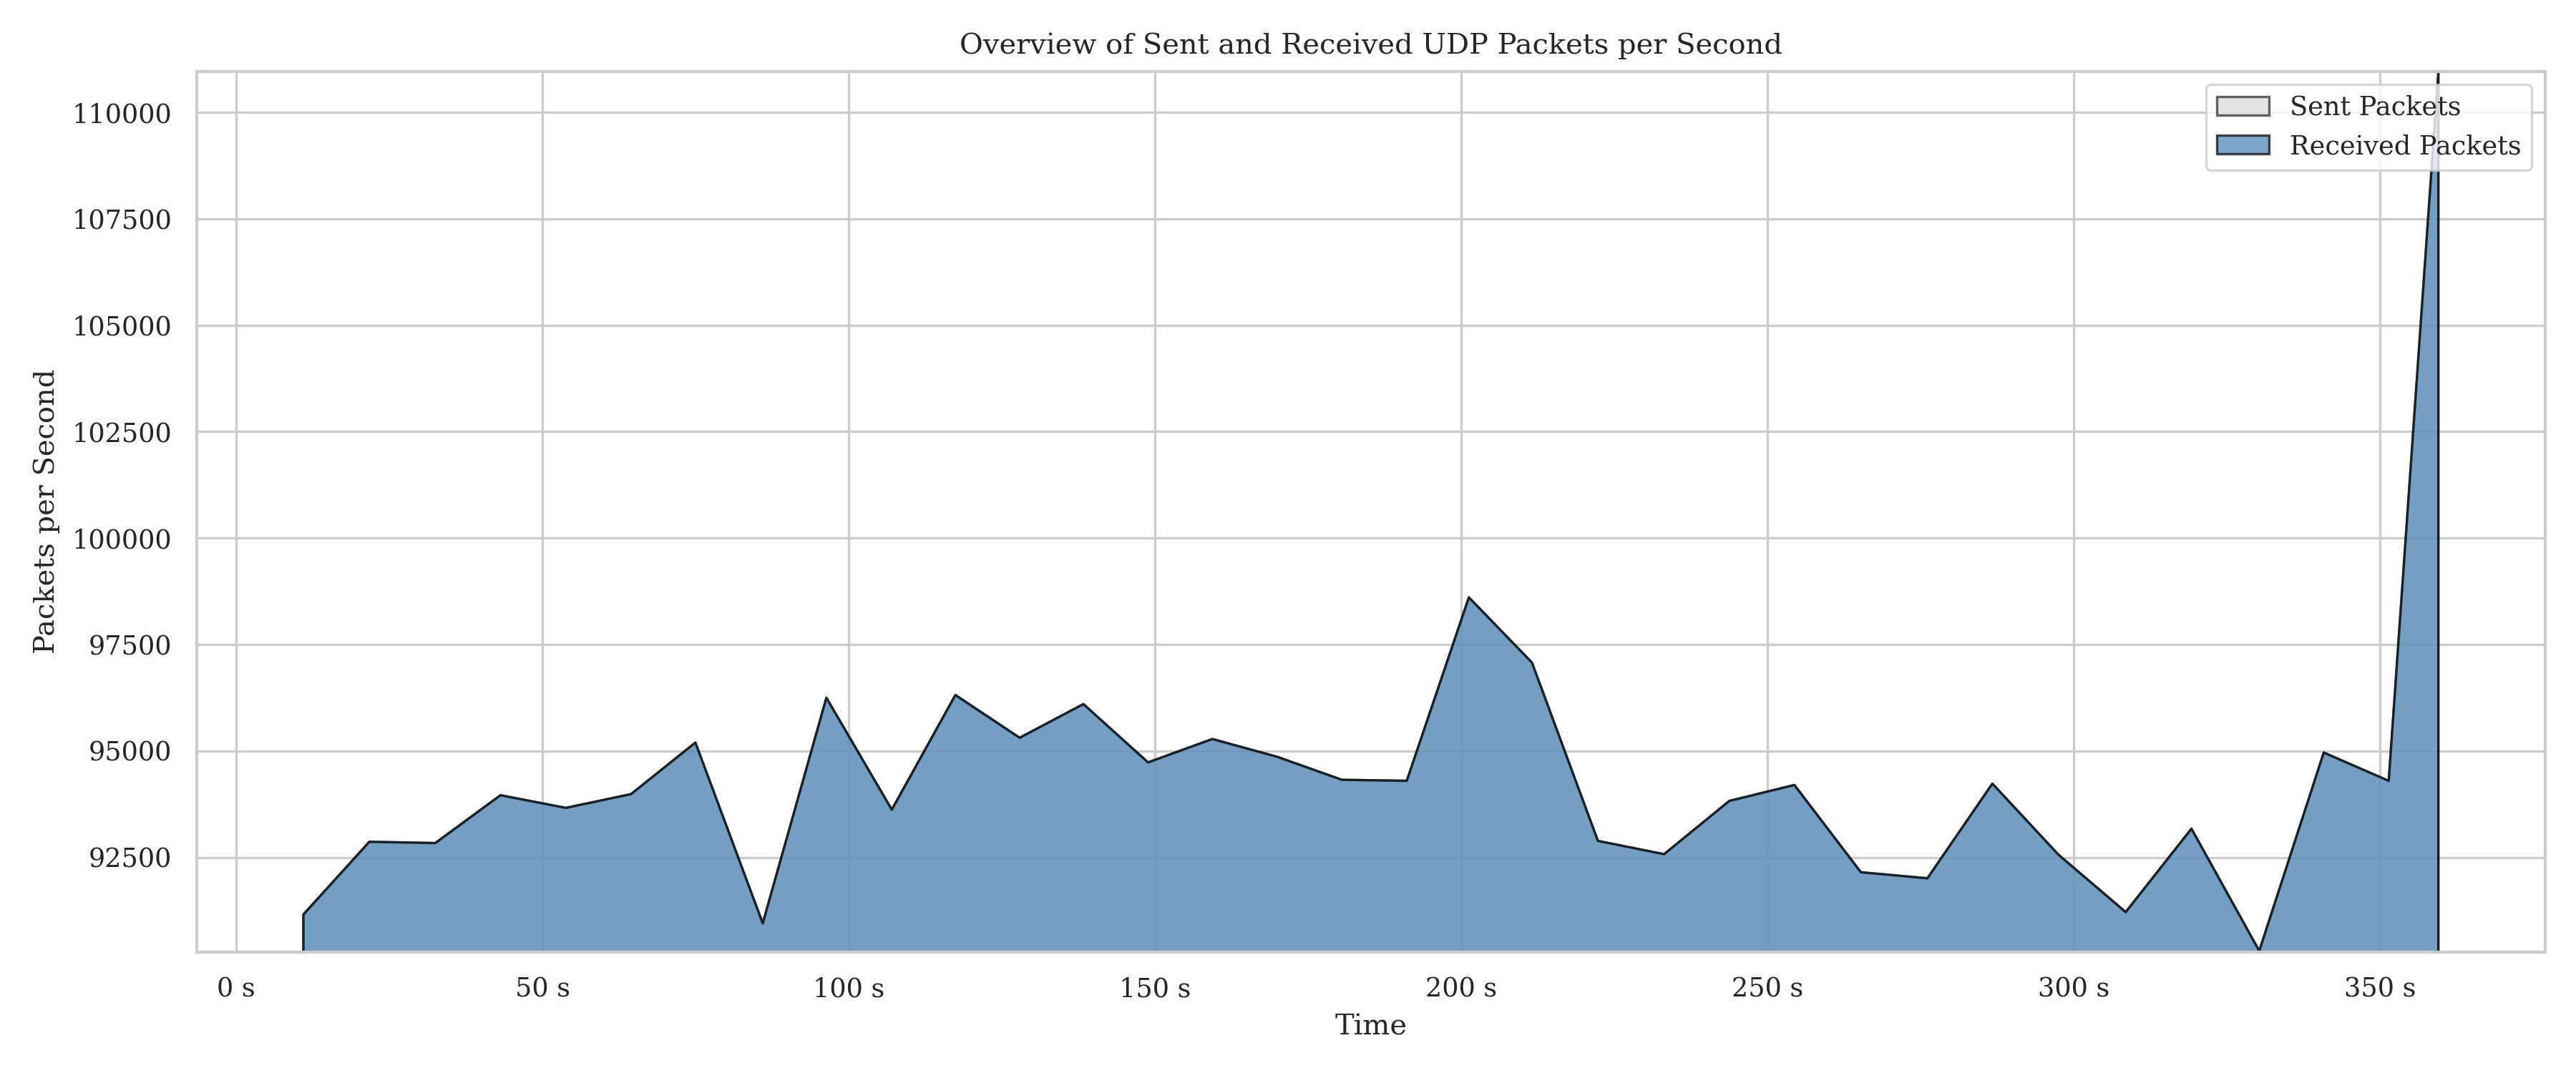 Overview of Sent and Received UDP Packets per Second
Sent Packets
Received Packets
Packets per Second
110000
107500
105000
102500
100000
97500
95000
92500
0 s 50 s 100 s 150 s 200 s 250 s 300 s 350 s
Time